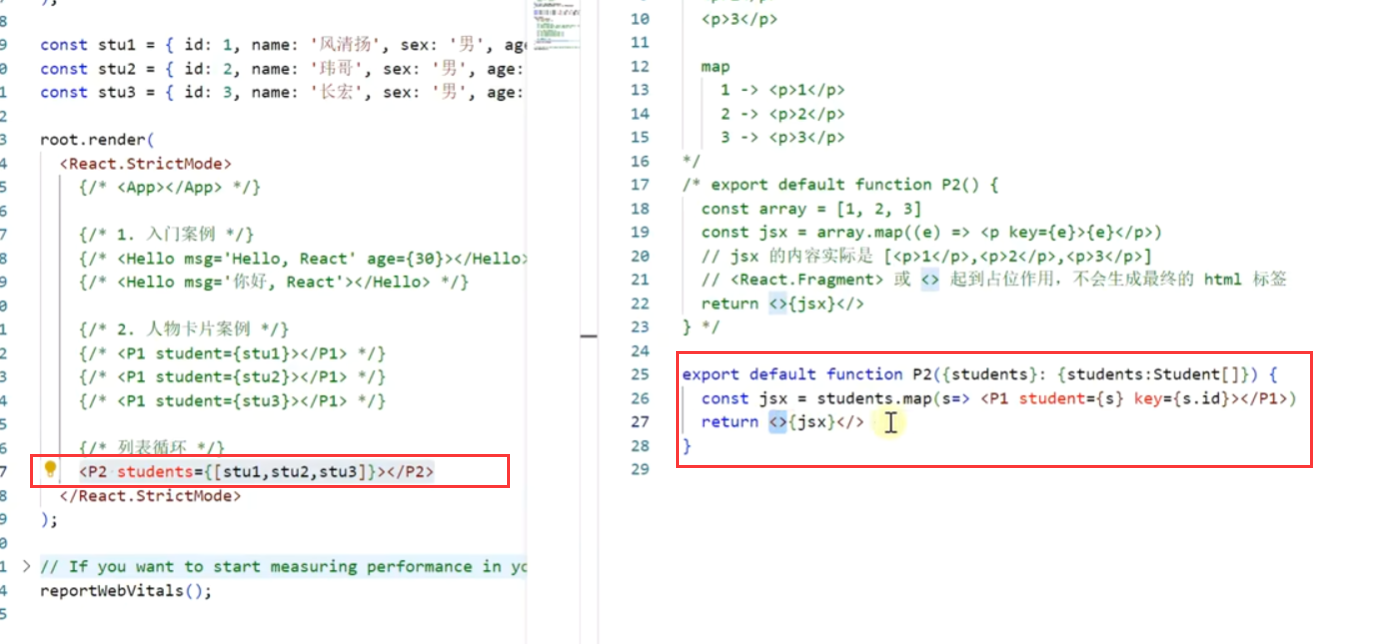 );
8
9
const stu1 = { id: 1, name: '风清扬', sex: '男', age
0
const stu2 = { id: 2, name: '玮哥', sex: '男', age:
1
const stu3 = { id: 3, name: '长宏', sex: '男', age:
2
3
root.render(
4
<React.StrictMode>
5
{/* <App></App> */}
6
7
{/* 1. 入门案例 */}
8
{/* <Hello msg='Hello, React' age={30}></Hello>
9
{/* <Hello msg='你好, React'></Hello> */}
0
1
{/* 2. 人物卡片案例 */}
2
{/* <P1 student={stu1}></P1> */}
3
{/* <P1 student={stu2}></P1> */}
4
{/* <P1 student={stu3}></P1> */}
5
6
{/* 列表循环 */}
7
<P2 students={[stu1,stu2,stu3]}></P2>
8
</React.StrictMode>
9
);
0
1
> // If you want to start measuring performance in yo
4
reportWebVitals();
5
10 <p>3</p>
11
12 map
13 1 -> <p>1</p>
14 2 -> <p>2</p>
15 3 -> <p>3</p>
16 */
17 /* export default function P2() {
18 const array = [1, 2, 3]
19 const jsx = array.map((e) => <p key={e}>{e}</p>)
20 // jsx 的内容实际是 [<p>1</p>,<p>2</p>,<p>3</p>]
21 // <React.Fragment> 或 <> 起到占位作用，不会生成最终的 html 标签
22 return <>{jsx}</>
23 } */
24
25 export default function P2({students}: {students:Student[]}) {
26 const jsx = students.map(s=> <P1 student={s} key={s.id}></P1>)
27 return <>{jsx}</>
28 }
29